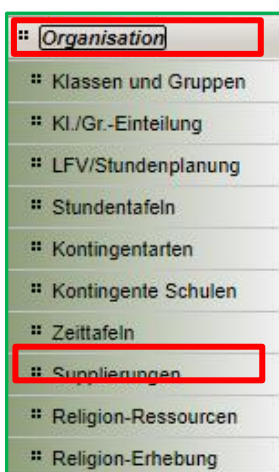 Organisation
Klassen und Gruppen
Kl./Gr.-Einteilung
LFV/Stundenplanung
Stundentafeln
Kontingentarten
Kontingente Schulen
Zeittafeln
Supplierungen
Religion-Ressourcen
Religion-Erhebung